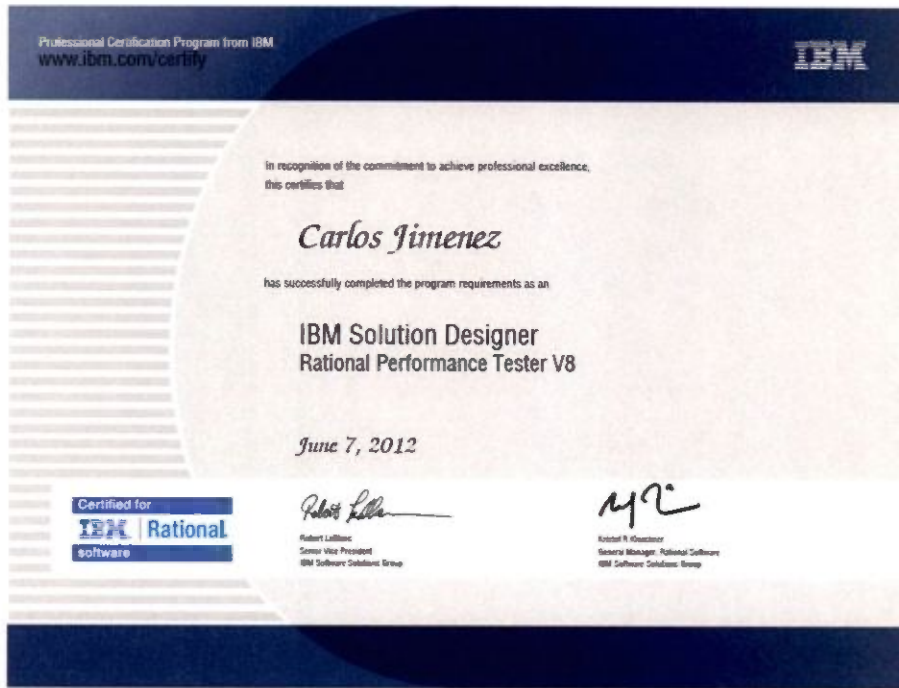 Professional Certification Program from IBM
www.ibm.com/certify
IBM
In recognition of the commitment to achieve professional excellence,
this certifies that
Carlos Jimenez
has successfully completed the program requirements as an
IBM Solution Designer
Rational Performance Tester V8
June 7, 2012
Certified for
IBM Rational
software
Robert LeBlanc
Senior Vice President
IBM Software Solutions Group
General Manager, Rational Software
IBM Software Solutions Group